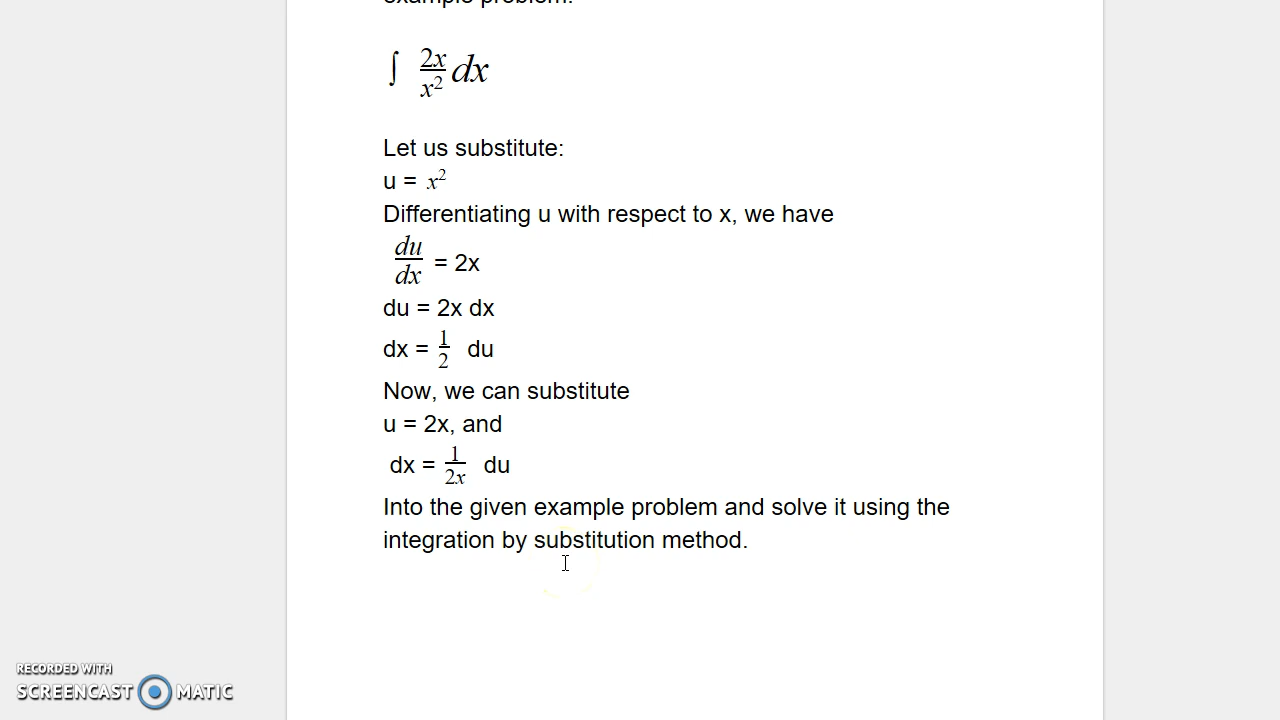 example problem.
∫ 2x/x² dx
Let us substitute:
u = x²
Differentiating u with respect to x, we have
du/dx = 2x
du = 2x dx
dx = 1/2 du
Now, we can substitute
u = 2x, and
dx = 1/2x du
Into the given example problem and solve it using the
integration by substitution method.
RECORDED WITH
SCREENCAST MATIC